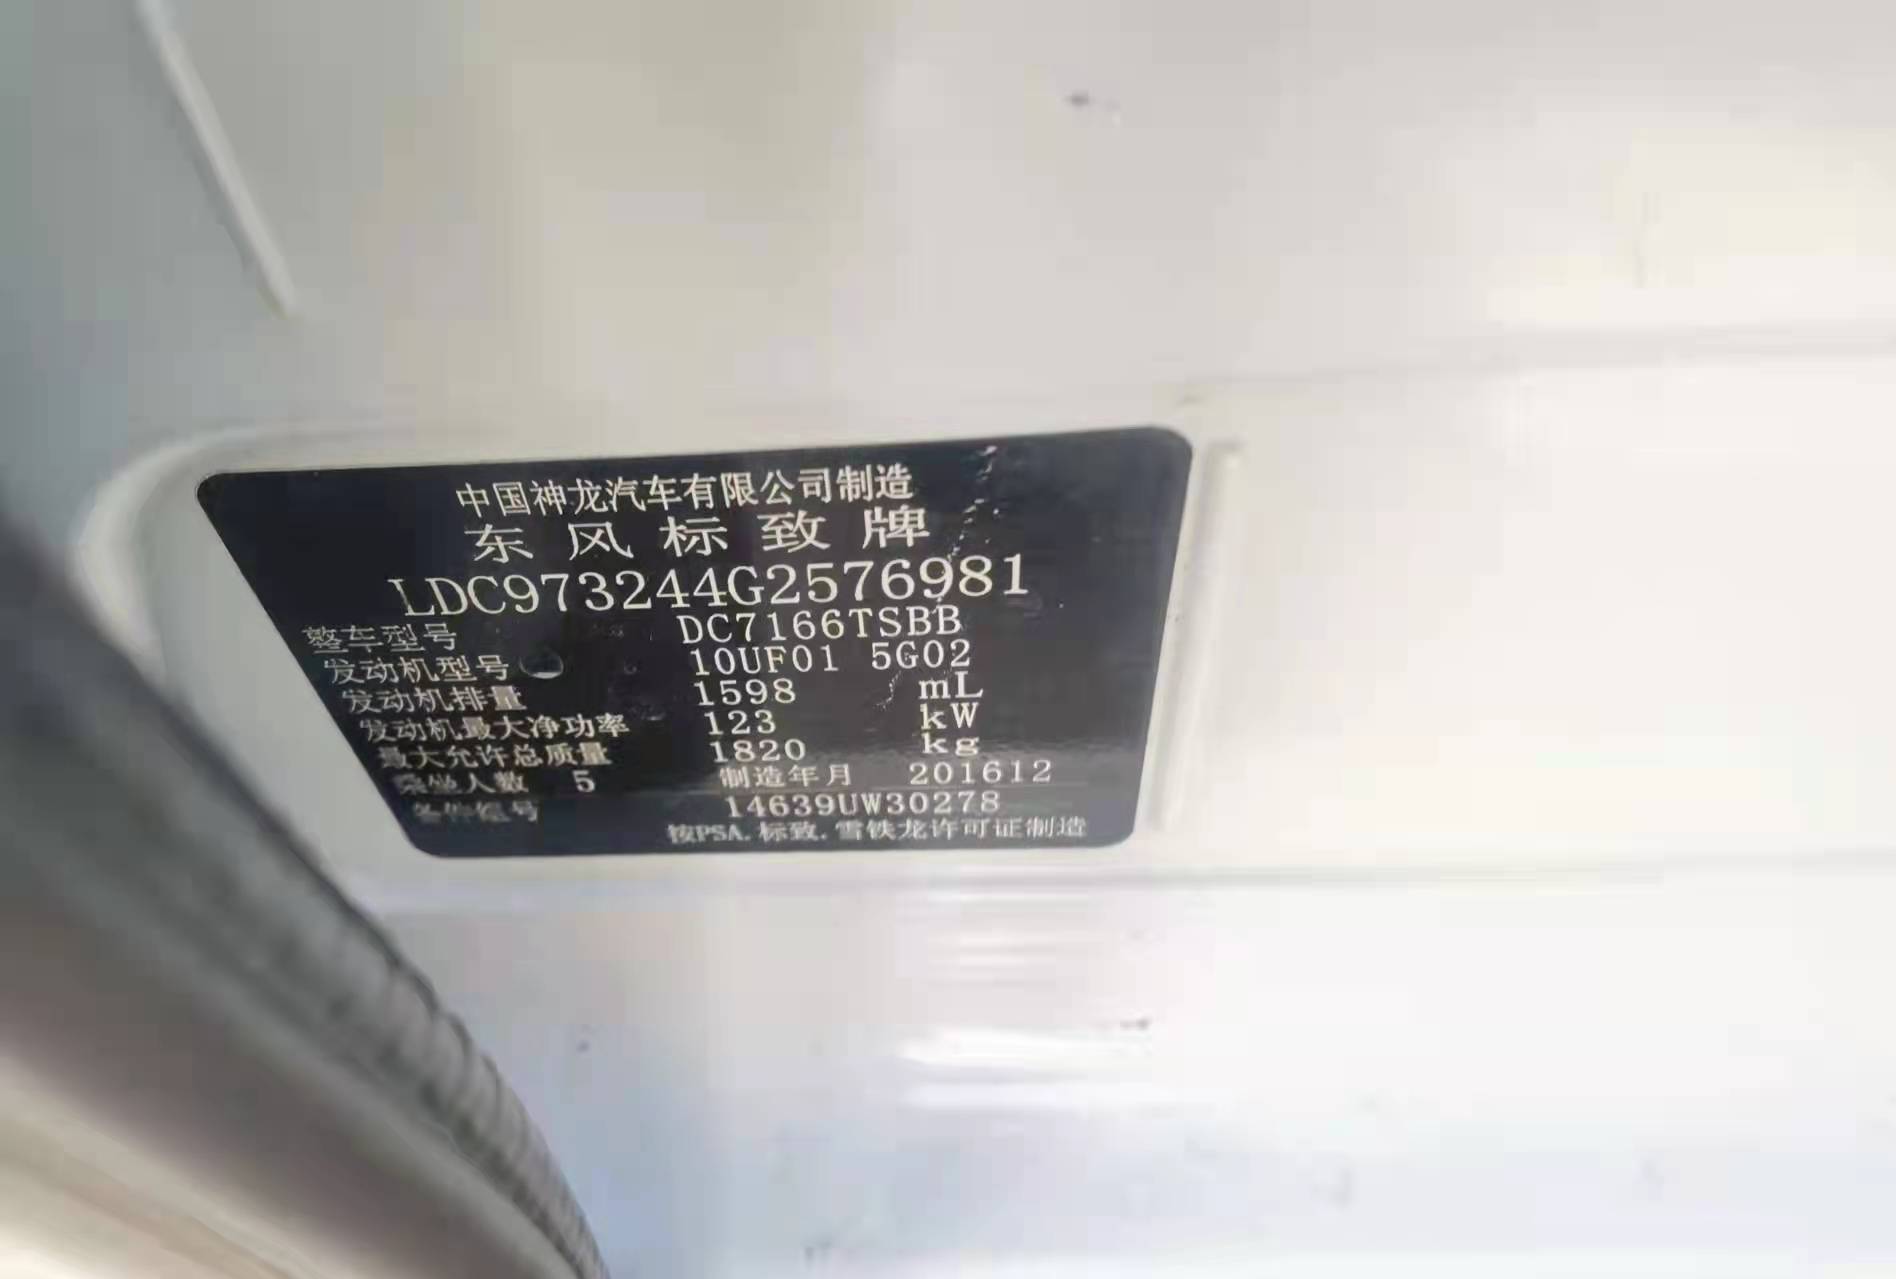 中国神龙汽车有限公司制造
东风标致牌
LDC973244G2576981
整车型号 DC7166TSBB
发动机型号 10UF01 5G02
发动机排量 1598 mL
发动机最大净功率 123 kW
最大允许总质量 1820 kg
乘坐人数 5 制造年月 201612
备件组号 14639UW30278
按PSA.标致.雪铁龙许可证制造